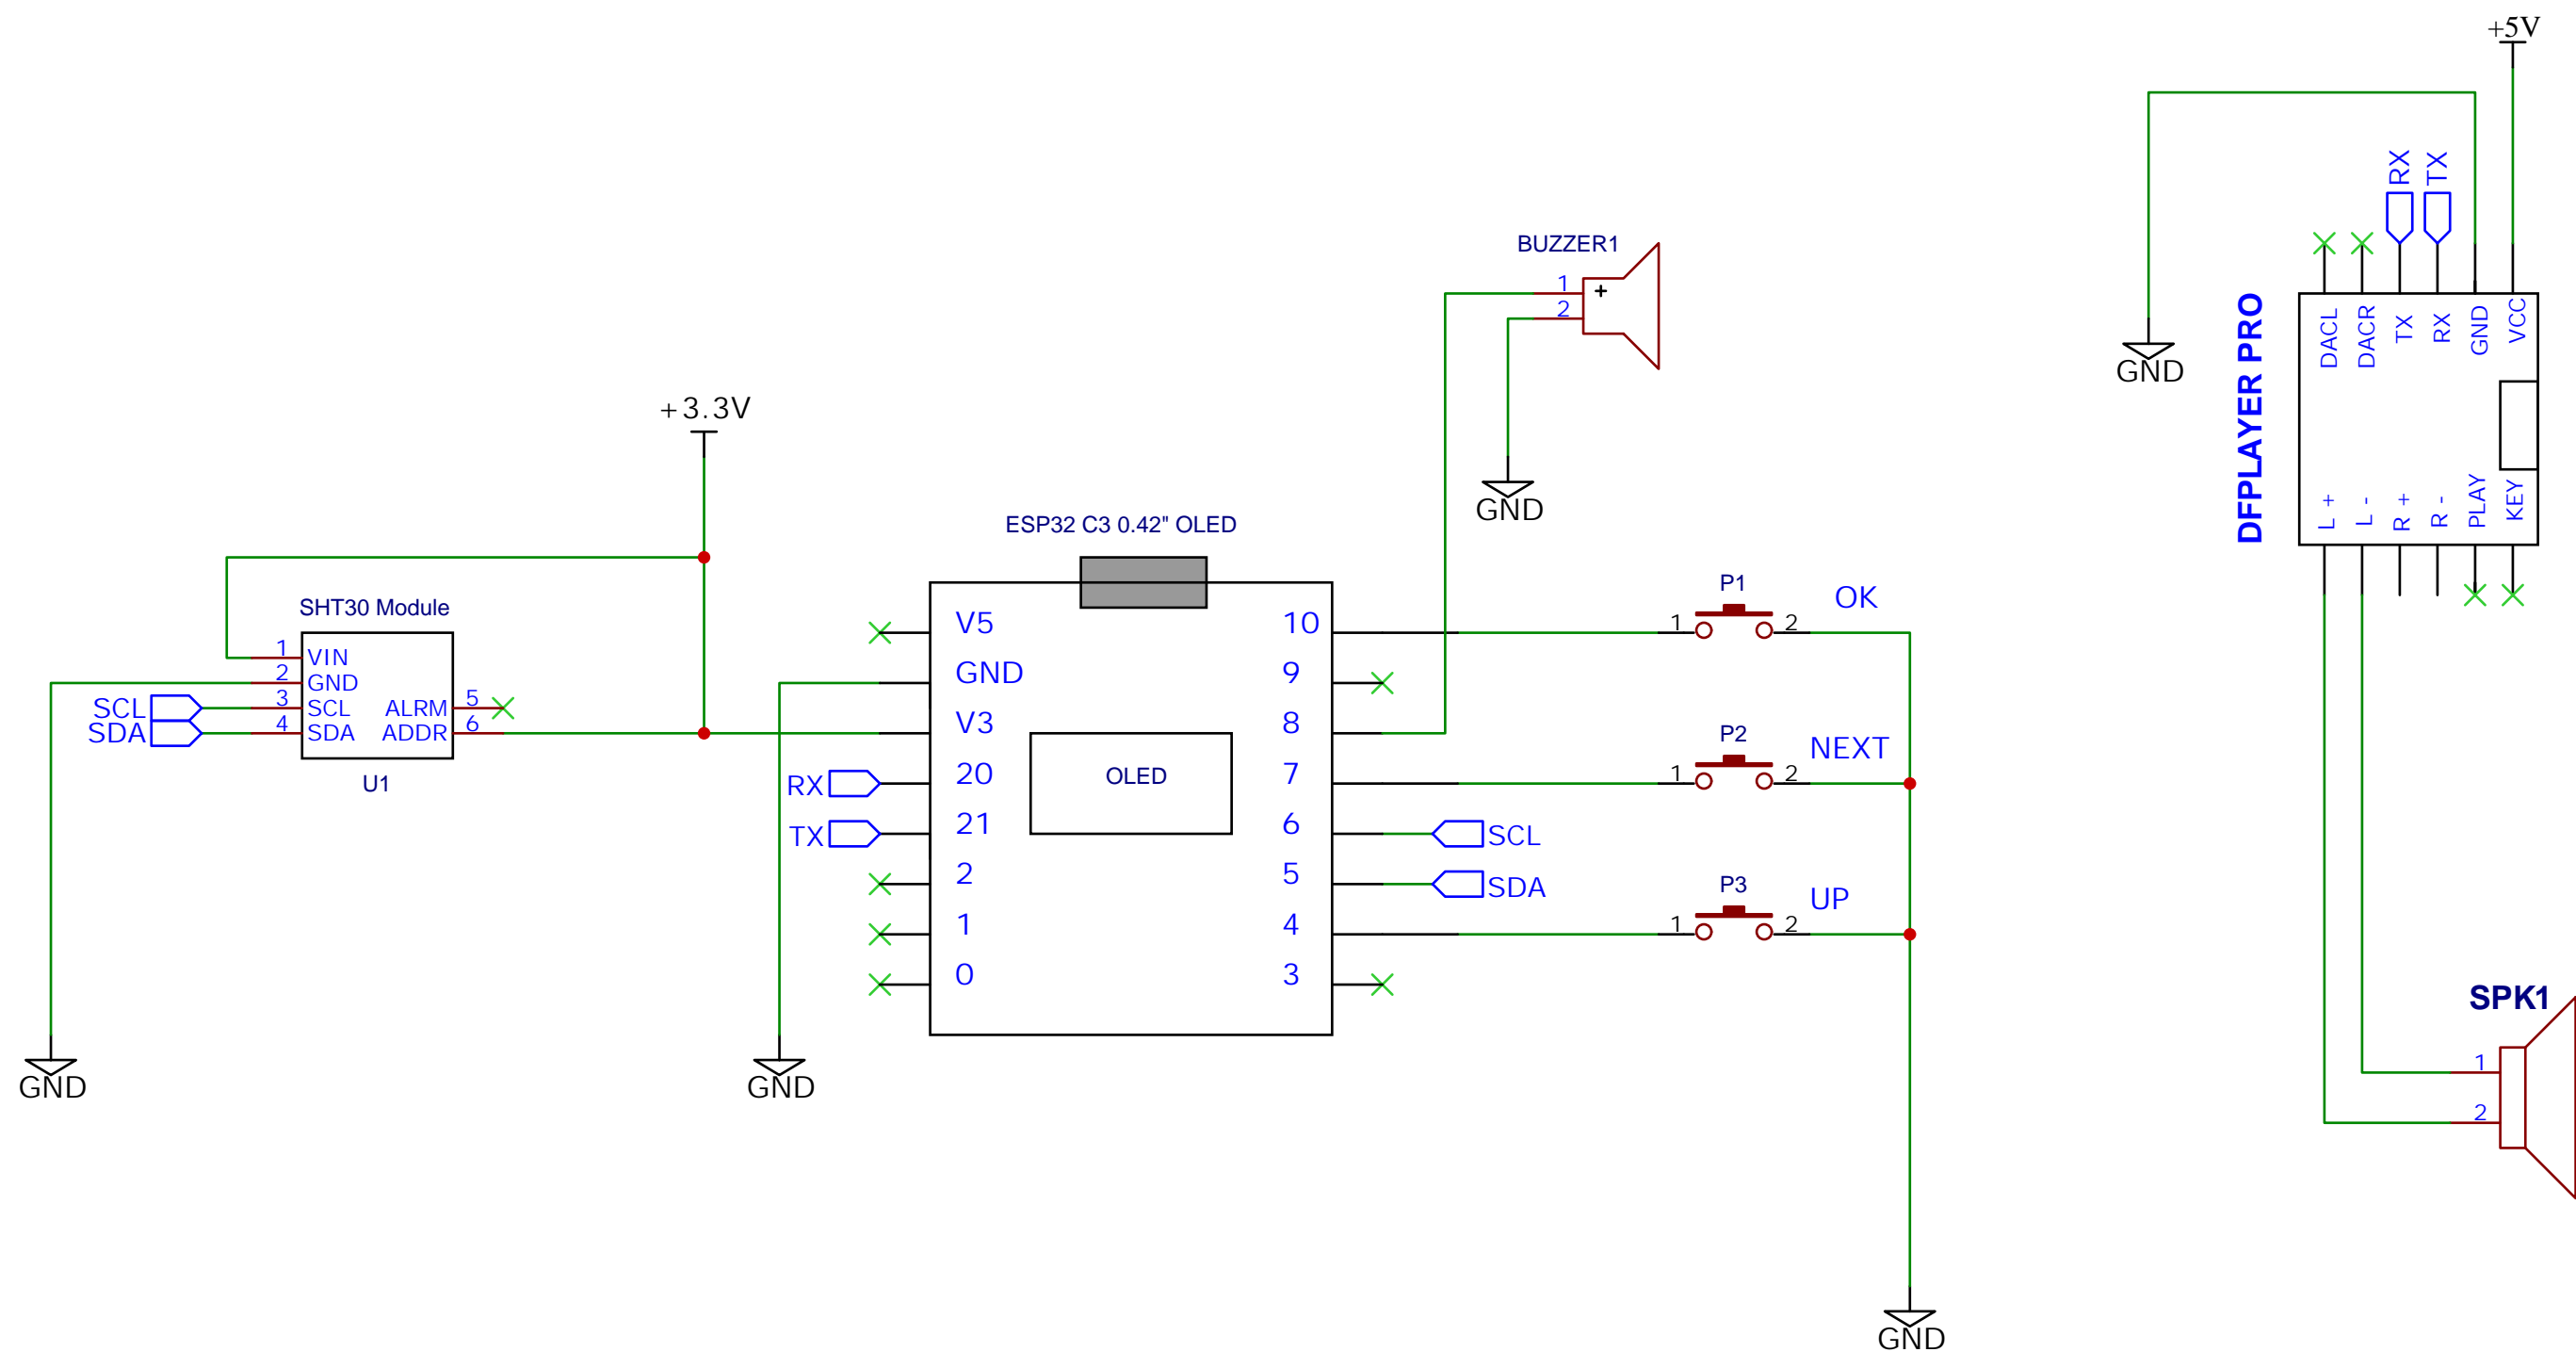 +5V
RX
TX
GND
DACL
DACR
TX
RX
GND
VCC
DFPLAYER PRO
L +
L -
R +
R -
PLAY
KEY
BUZZER1
1
2
+
GND
+3.3V
ESP32 C3 0.42" OLED
SHT30 Module
1 VIN
2 GND
SCL 3 SCL
SDA 4 SDA
ALRM 5
ADDR 6
U1
GND
V5
GND
V3
RX 20
TX 21
2
1
0
OLED
10
9
8
7
6 SCL
5 SDA
4
3
GND
P1
1 2
OK
P2
1 2
NEXT
P3
1 2
UP
GND
SPK1
1
2